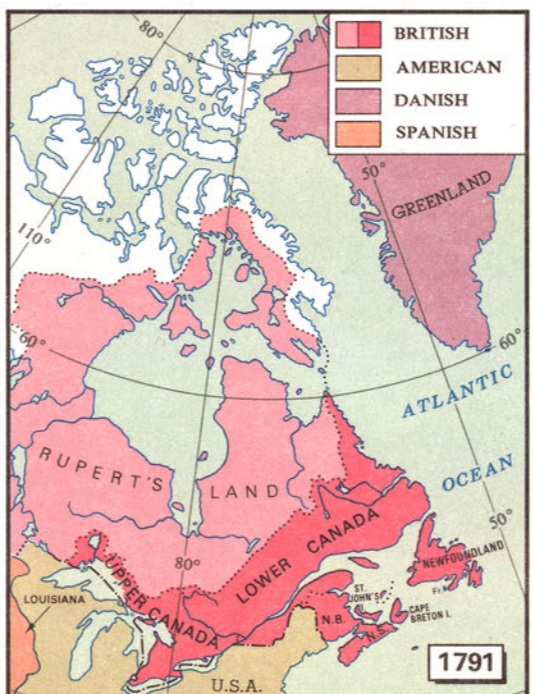 BRITISH
AMERICAN
DANISH
SPANISH
80°
50°
GREENLAND
110°
60°
60°
ATLANTIC
OCEAN
RUPERT'S LAND
50°
LOWER CANADA
80°
UPPER CANADA
NEWFOUNDLAND
Fr.
ST.
JOHN'S
I.
CAPE
BRETON I.
LOUISIANA
N.B.
N.S.
1791
U.S.A.